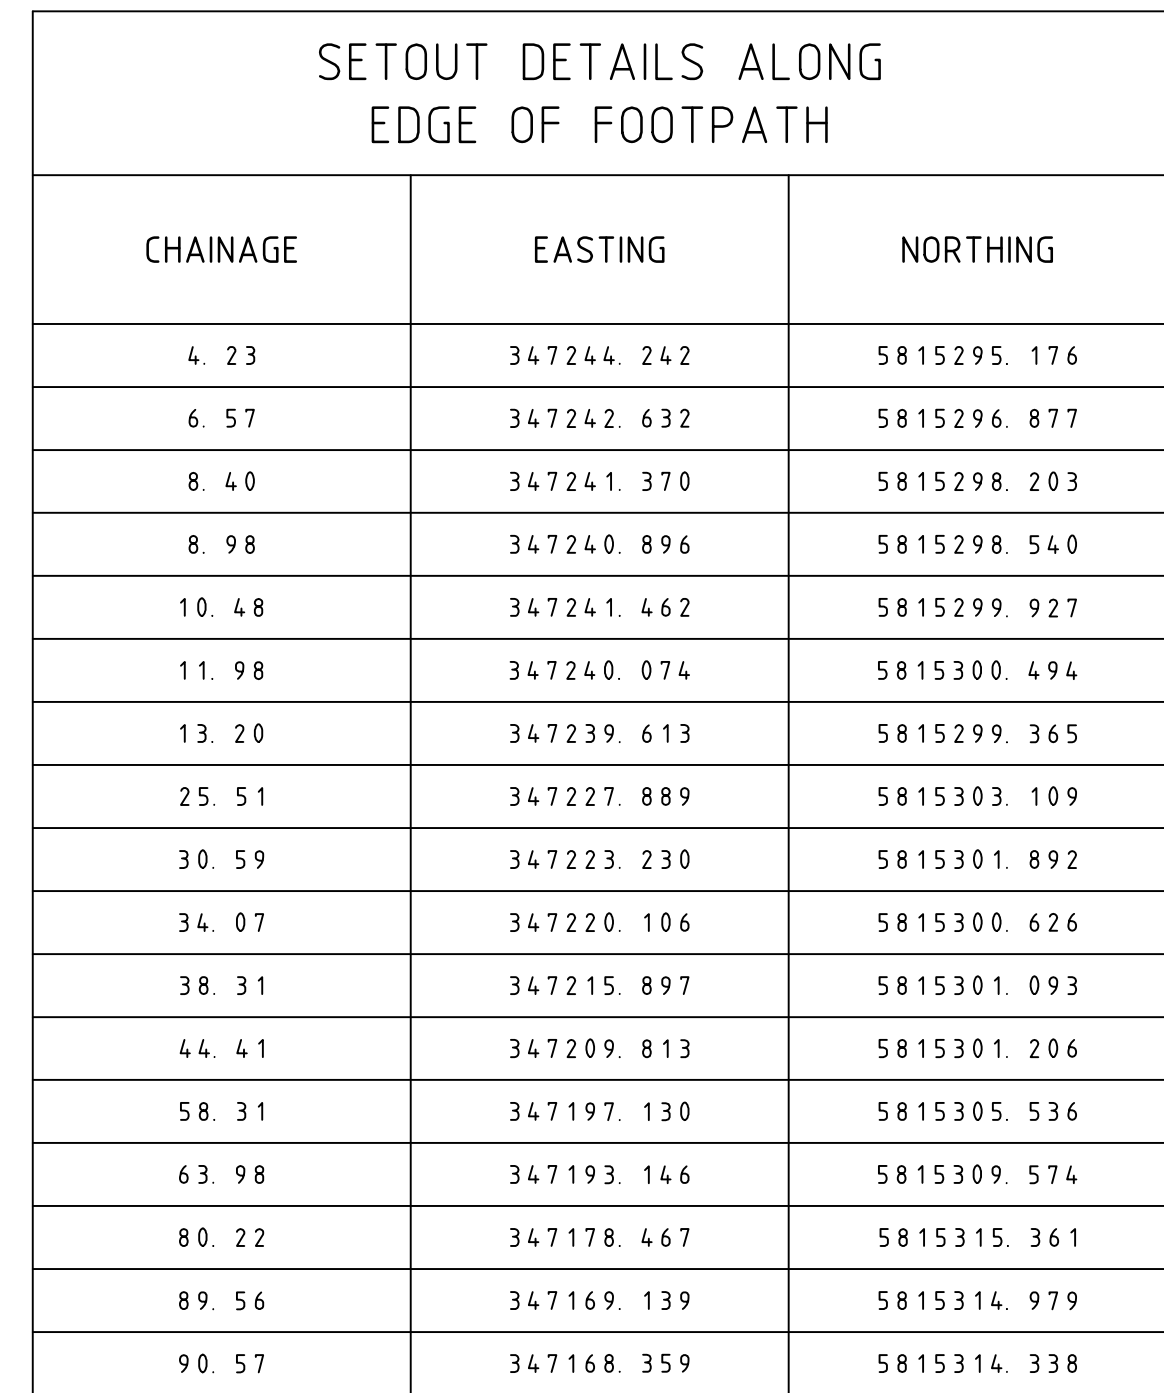 SETOUT DETAILS ALONG
EDGE OF FOOTPATH
CHAINAGE EASTING NORTHING
4.23 347244.242 5815295.176
6.57 347242.632 5815296.877
8.40 347241.370 5815298.203
8.98 347240.896 5815298.540
10.48 347241.462 5815299.927
11.98 347240.074 5815300.494
13.20 347239.613 5815299.365
25.51 347227.889 5815303.109
30.59 347223.230 5815301.892
34.07 347220.106 5815300.626
38.31 347215.897 5815301.093
44.41 347209.813 5815301.206
58.31 347197.130 5815305.536
63.98 347193.146 5815309.574
80.22 347178.467 5815315.361
89.56 347169.139 5815314.979
90.57 347168.359 5815314.338